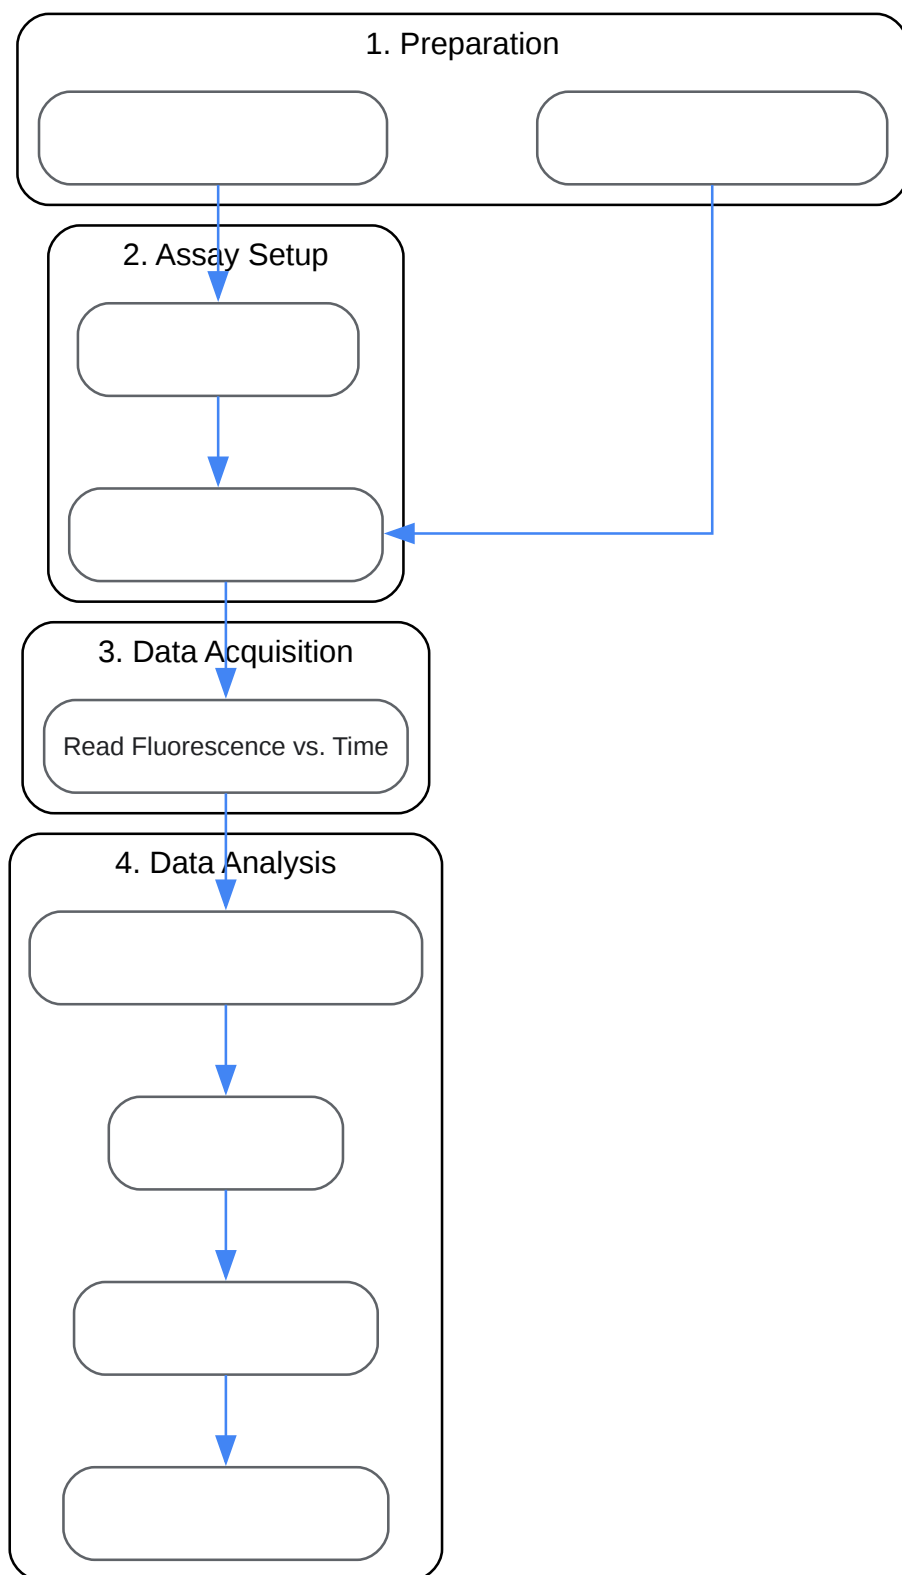 1. Preparation
2. Assay Setup
3. Data Acquisition
Read Fluorescence vs. Time
4. Data Analysis